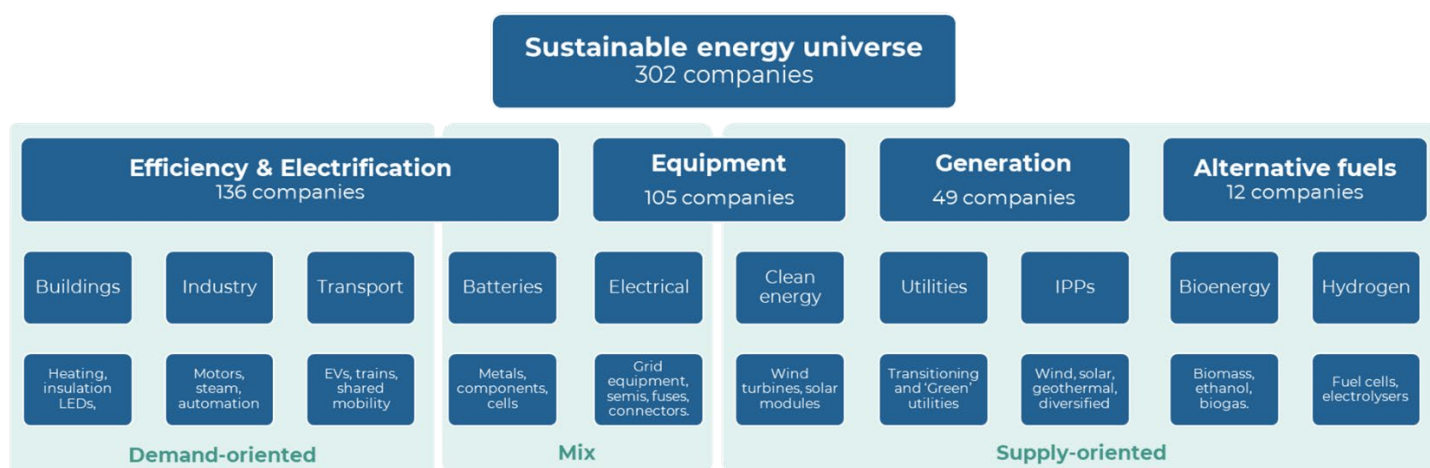 Sustainable energy universe
302 companies
Efficiency & Electrification
136 companies
Equipment
105 companies
Generation
49 companies
Alternative fuels
12 companies
Buildings
Industry
Transport
Batteries
Electrical
Clean
energy
Utilities
IPPs
Bioenergy
Hydrogen
Heating,
insulation
LEDs,
Motors,
steam,
automation
EVs, trains,
shared
mobility
Metals,
components,
cells
Grid
equipment,
semis, fuses,
connectors.
Wind
turbines, solar
modules
Transitioning
and ‘Green’
utilities
Wind, solar,
geothermal,
diversified
Biomass,
ethanol,
biogas.
Fuel cells,
electrolysers
Demand-oriented
Mix
Supply-oriented